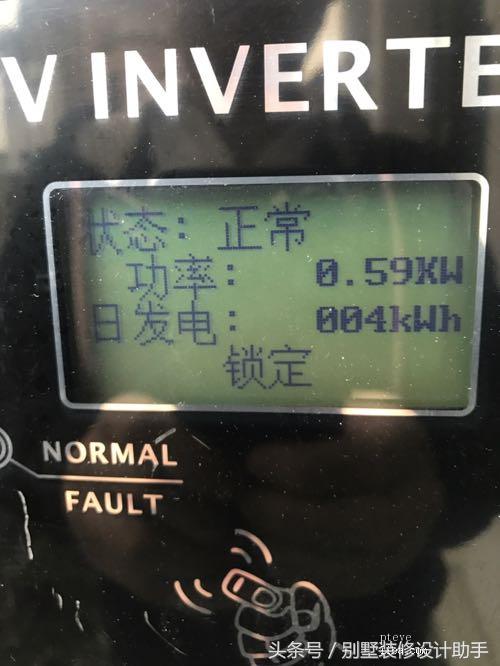 V INVERTE
状态：正常
功率： 0.59KW
日发电： 004kWh
锁定
NORMAL
FAULT
pteye
头条号/别墅装修设计助手